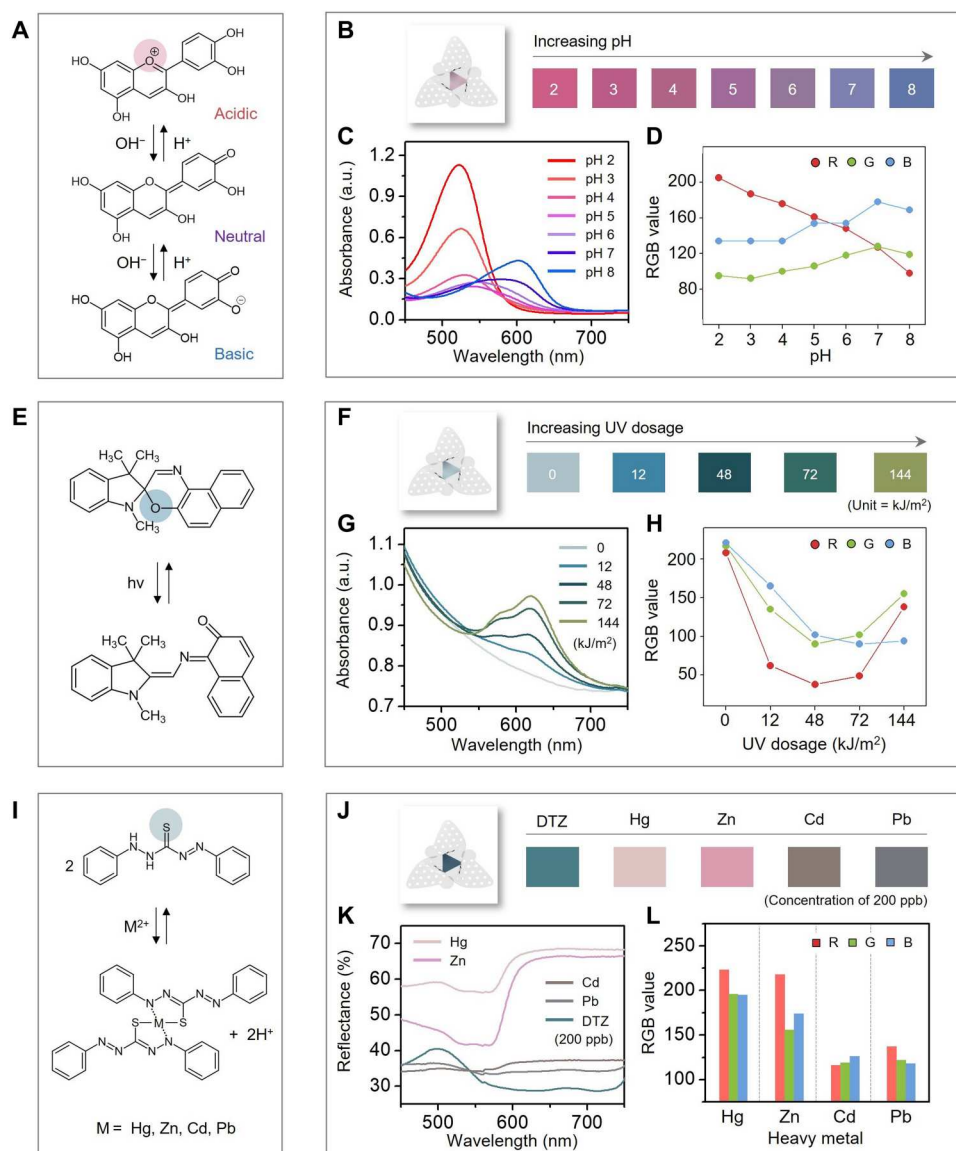 A
OH
OH
HO
O
⊕
OH
OH
Acidic
OH⁻
H⁺
O
OH
HO
O
OH
OH
Neutral
OH⁻
H⁺
O
O
⊖
HO
O
OH
OH
Basic
B
Increasing pH
2 3 4 5 6 7 8
C
Absorbance (a.u.)
1.2
0.9
0.6
0.3
0.0
500 600 700
Wavelength (nm)
pH 2
pH 3
pH 4
pH 5
pH 6
pH 7
pH 8
D
R G B
RGB value
200
160
120
80
2 3 4 5 6 7 8
pH
E
H₃C CH₃
N
N O
CH₃
hν
O
H₃C CH₃
N
N
CH₃
F
Increasing UV dosage
0 12 48 72 144
(Unit = kJ/m²)
G
Absorbance (a.u.)
1.1
1.0
0.9
0.8
0.7
500 600 700
Wavelength (nm)
0
12
48
72
144
(kJ/m²)
H
R G B
RGB value
200
150
100
50
0 12 48 72 144
UV dosage (kJ/m²)
I
S
2
H
N
N
H
N=N
M²⁺
N N N=N
S M S
N=N N N
+ 2H⁺
M = Hg, Zn, Cd, Pb
J
DTZ Hg Zn Cd Pb
(Concentration of 200 ppb)
K
Reflectance (%)
70
60
50
40
30
500 600 700
Wavelength (nm)
Hg
Zn
Cd
Pb
DTZ
(200 ppb)
L
R G B
RGB value
250
200
150
100
Hg Zn Cd Pb
Heavy metal